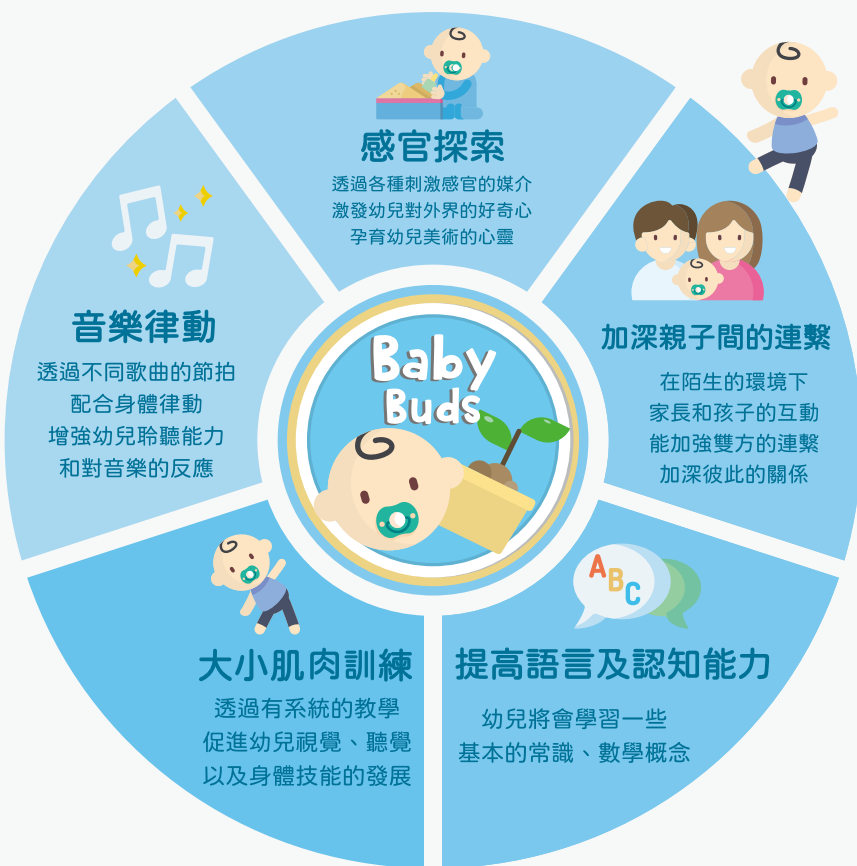 感官探索
透過各種刺激感官的媒介
激發幼兒對外界的好奇心
孕育幼兒美術的心靈
加深親子間的連繫
在陌生的環境下
家長和孩子的互動
能加強雙方的連繫
加深彼此的關係
音樂律動
透過不同歌曲的節拍
配合身體律動
增強幼兒聆聽能力
和對音樂的反應
Baby
Buds
ABC
提高語言及認知能力
幼兒將會學習一些
基本的常識、數學概念
大小肌肉訓練
透過有系統的教學
促進幼兒視覺、聽覺
以及身體技能的發展